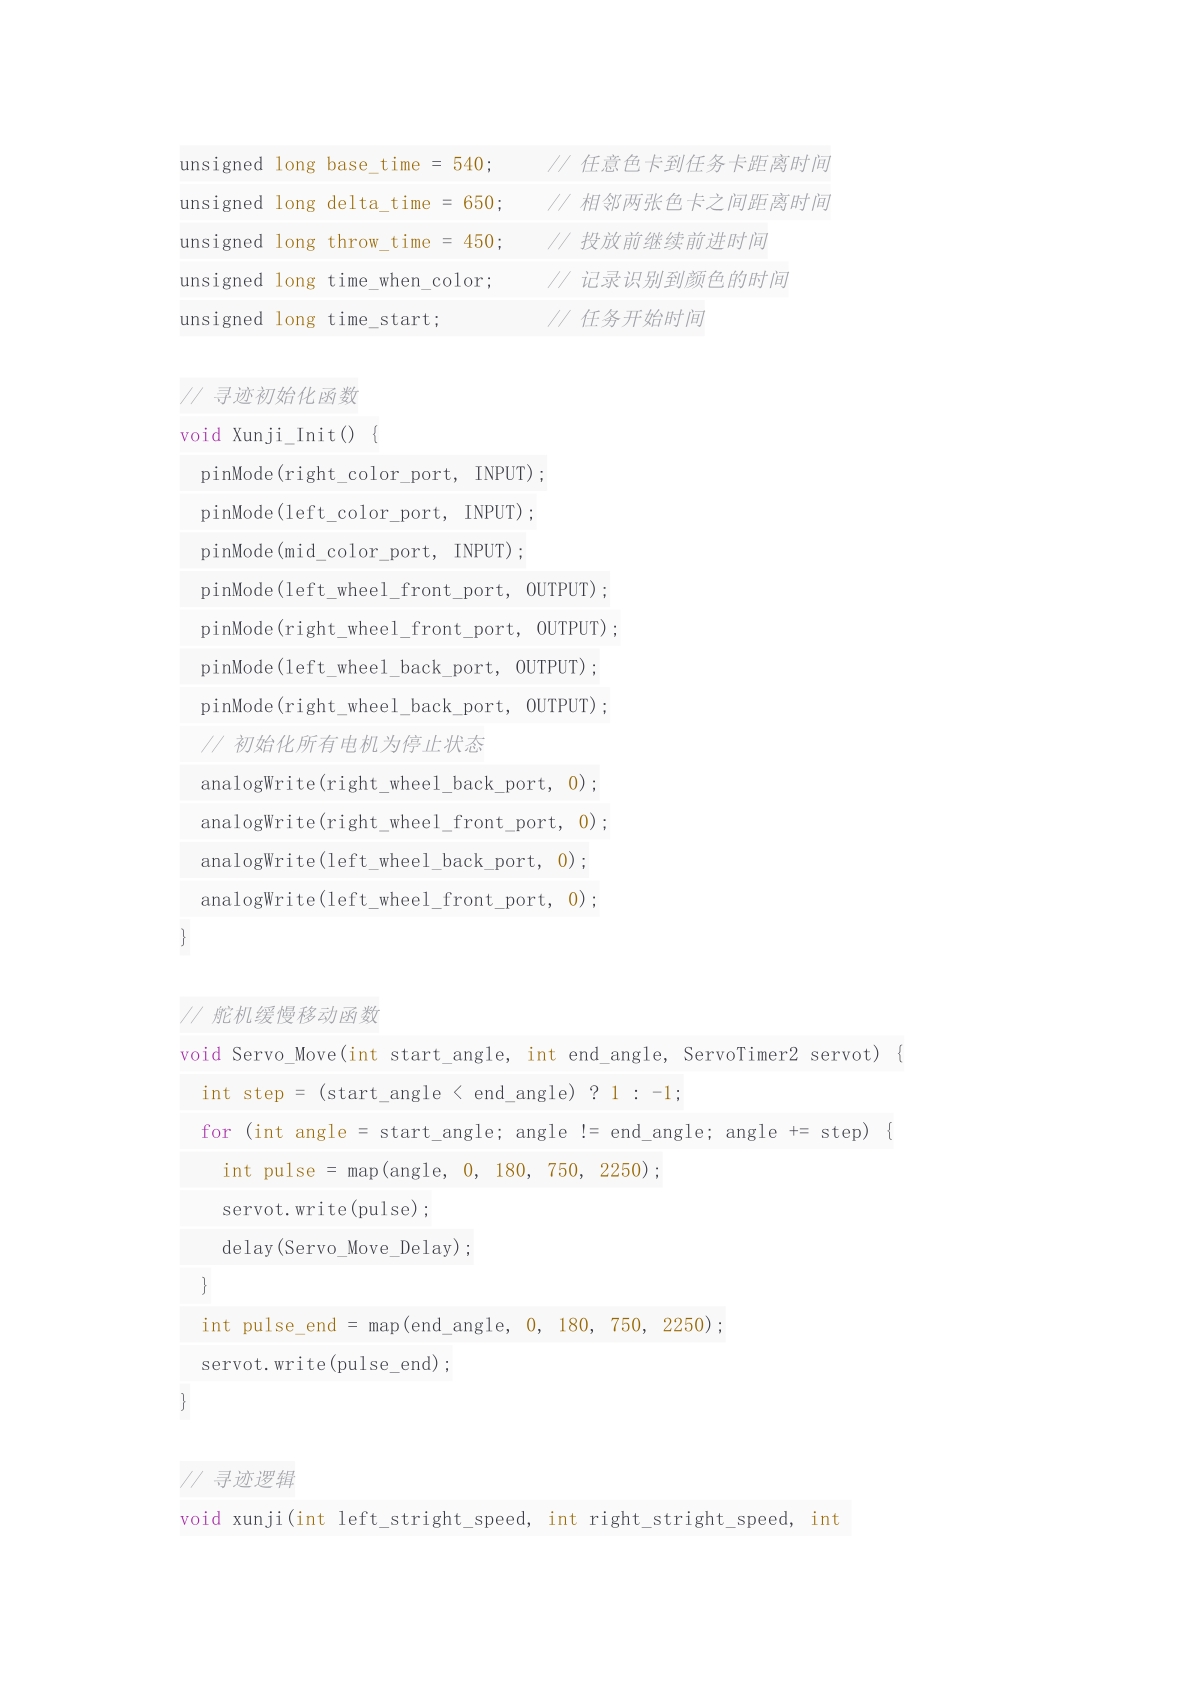 unsigned long base_time = 540;     // 任意色卡到任务卡距离时间
unsigned long delta_time = 650;    // 相邻两张色卡之间距离时间
unsigned long throw_time = 450;    // 投放前继续前进时间
unsigned long time_when_color;     // 记录识别到颜色的时间
unsigned long time_start;          // 任务开始时间

// 寻迹初始化函数
void Xunji_Init() {
  pinMode(right_color_port, INPUT);
  pinMode(left_color_port, INPUT);
  pinMode(mid_color_port, INPUT);
  pinMode(left_wheel_front_port, OUTPUT);
  pinMode(right_wheel_front_port, OUTPUT);
  pinMode(left_wheel_back_port, OUTPUT);
  pinMode(right_wheel_back_port, OUTPUT);
  // 初始化所有电机为停止状态
  analogWrite(right_wheel_back_port, 0);
  analogWrite(right_wheel_front_port, 0);
  analogWrite(left_wheel_back_port, 0);
  analogWrite(left_wheel_front_port, 0);
}

// 舵机缓慢移动函数
void Servo_Move(int start_angle, int end_angle, ServoTimer2 servot) {
  int step = (start_angle < end_angle) ? 1 : -1;
  for (int angle = start_angle; angle != end_angle; angle += step) {
    int pulse = map(angle, 0, 180, 750, 2250);
    servot.write(pulse);
    delay(Servo_Move_Delay);
  }
  int pulse_end = map(end_angle, 0, 180, 750, 2250);
  servot.write(pulse_end);
}

// 寻迹逻辑
void xunji(int left_stright_speed, int right_stright_speed, int